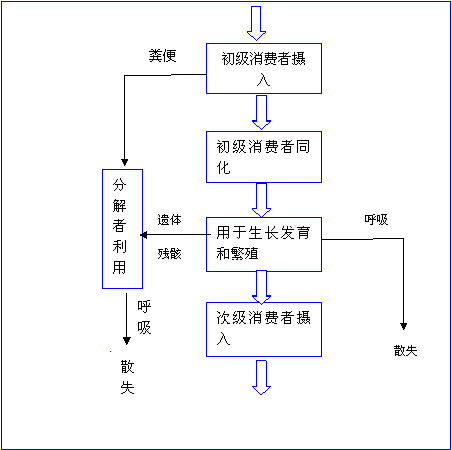 粪便
初级消费者摄
入
初级消费者同
化
分
解
者
利
用
遗体
残骸
用于生长发育
和繁殖
呼吸
呼
吸
次级消费者摄
入
散失
散
失